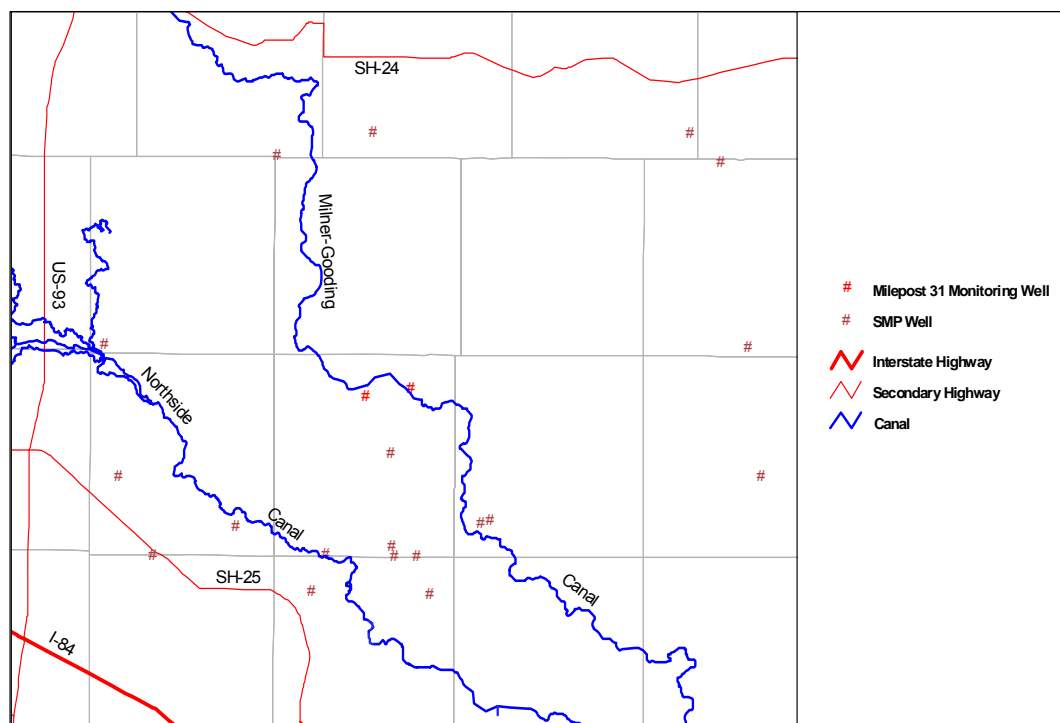 SH-24
Milner-Gooding
US-93
Northside
Canal
SH-25
Canal
I-84
# Milepost 31 Monitoring Well
# SMP Well
Interstate Highway
Secondary Highway
Canal